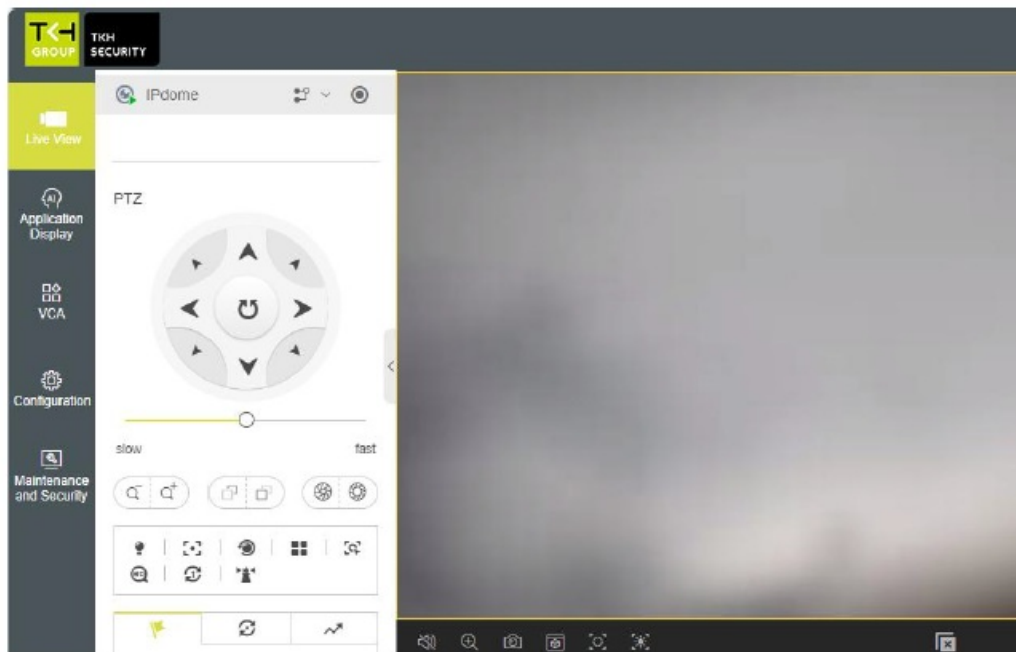 TKH
GROUP
TKH
SECURITY
IPdome
Live View
PTZ
Application
Display
VCA
Configuration
slow
fast
Maintenance
and Security